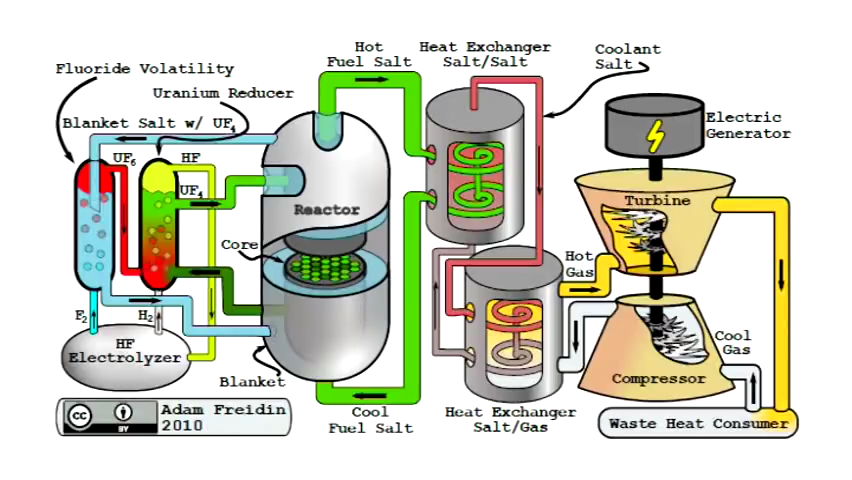 Hot
Fuel Salt
Heat Exchanger
Salt/Salt
Coolant
Salt
Fluoride Volatility
Uranium Reducer
Blanket Salt w/ UF4
Electric
Generator
UF6
HF
UF4
Turbine
Reactor
Core
Hot
Gas
F2
H2
HF
Electrolyzer
Cool
Gas
Compressor
Blanket
Cool
Fuel Salt
Heat Exchanger
Salt/Gas
Waste Heat Consumer
cc
BY
Adam Freidin
2010